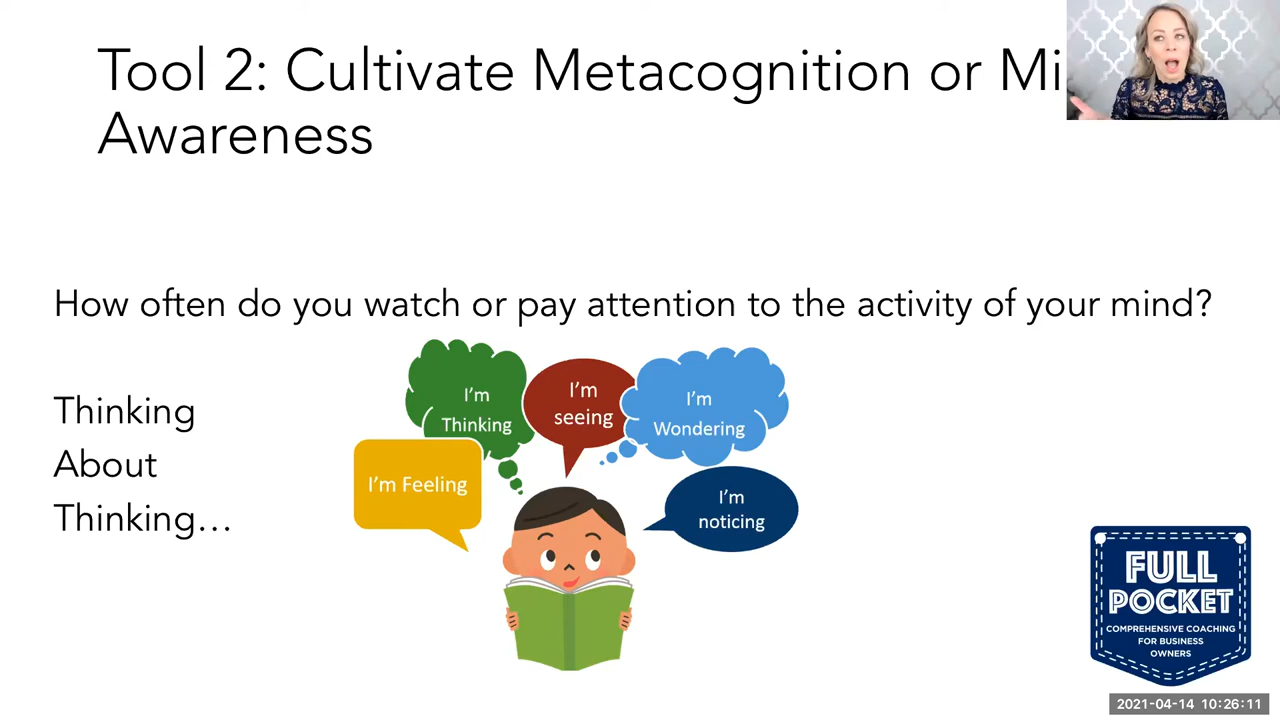 Tool 2: Cultivate Metacognition or
Awareness
How often do you watch or pay attention to the activity of your mind?
Thinking
About
Thinking…
I'm
Thinking
I'm
seeing
I'm
Wondering
I'm Feeling
I'm
noticing
FULL
POCKET
COMPREHENSIVE COACHING
FOR BUSINESS
OWNERS
2021-04-14 10:26:11